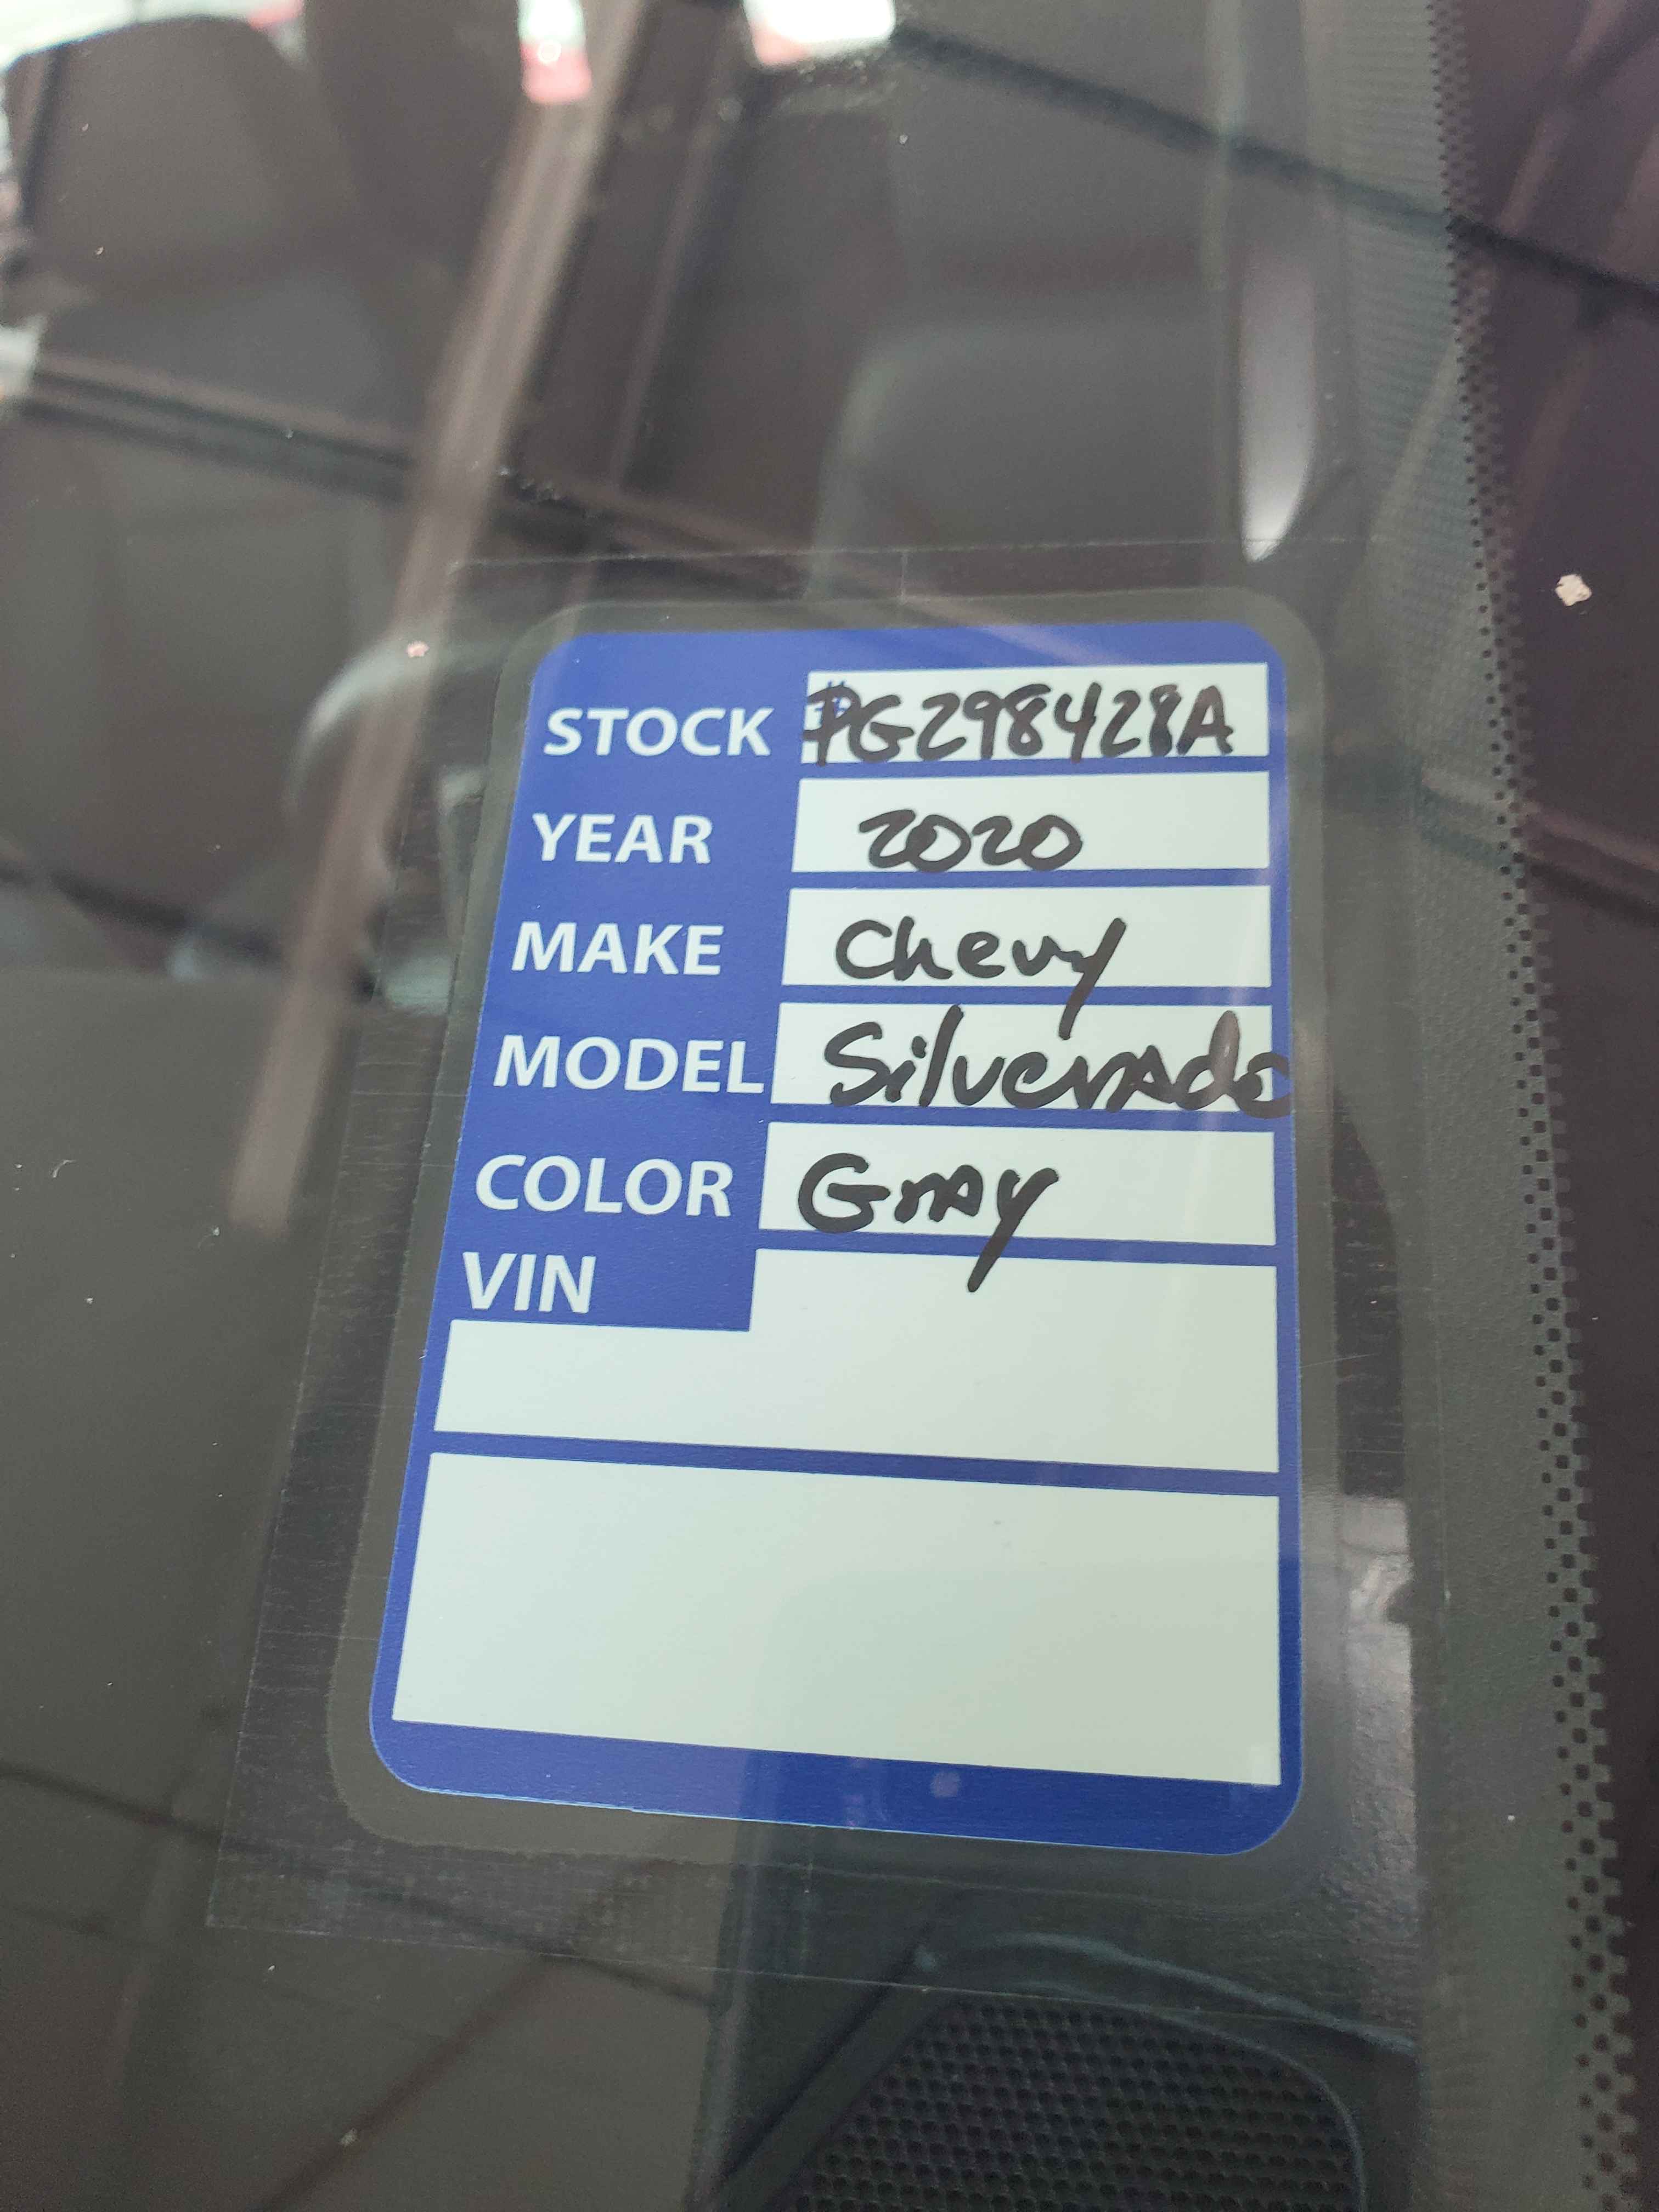 STOCK #PG298428A
YEAR 2020
MAKE Chevy
MODEL Silverado
COLOR Gray
VIN